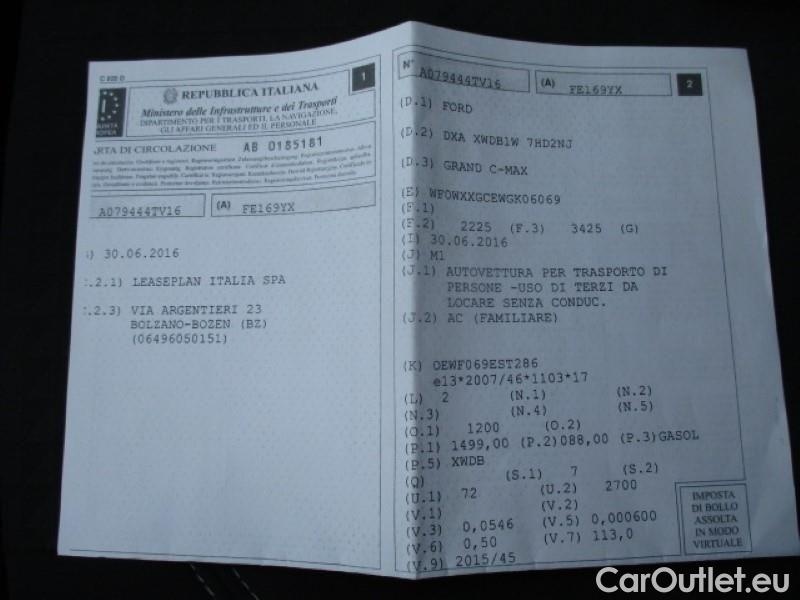 C 820 D
1
REPUBBLICA ITALIANA
Ministero delle Infrastrutture e dei Trasporti
DIPARTIMENTO PER I TRASPORTI, LA NAVIGAZIONE,
GLI AFFARI GENERALI ED IL PERSONALE
RTA DI CIRCOLAZIONE AB 0185181
A079444TV16 (A) FE169YX
) 30.06.2016
.2.1) LEASEPLAN ITALIA SPA
.2.3) VIA ARGENTIERI 23
BOLZANO-BOZEN (BZ)
(06496050151)
N° A079444TV16 (A) FE169YX 2
(D.1) FORD
(D.2) DXA XWDB1W 7HD2NJ
(D.3) GRAND C-MAX
(E) WF0WXXGCEWGK06069
(F.1)
(F.2) 2225 (F.3) 3425 (G)
(I) 30.06.2016
(J) M1
(J.1) AUTOVETTURA PER TRASPORTO DI
PERSONE -USO DI TERZI DA
LOCARE SENZA CONDUC.
(J.2) AC (FAMILIARE)
(K) OEWF069EST286
e13*2007/46*1103*17
(L) 2 (N.1) (N.2)
(N.3) (N.4) (N.5)
(O.1) 1200 (O.2)
(P.1) 1499,00 (P.2)088,00 (P.3)GASOL
(P.5) XWDB
(Q) (S.1) 7 (S.2)
(U.1) 72 (U.2) 2700
(V.1) (V.2)
(V.3) 0,0546 (V.5) 0,000600
(V.6) 0,50 (V.7) 113,0
(V.9) 2015/45
IMPOSTA
DI BOLLO
ASSOLTA
IN MODO
VIRTUALE
CarOutlet.eu